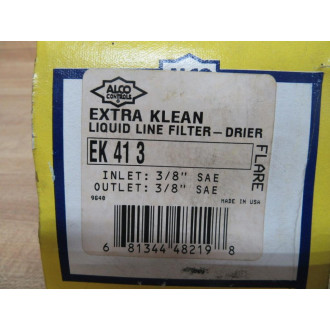 ALCO
CONTROLS
ALCO
EXTRA KLEAN
LIQUID LINE FILTER-DRIER
EK 41 3
FLARE
INLET: 3/8" SAE
OUTLET: 3/8" SAE
9640
MADE IN USA
6 81344 48219 8